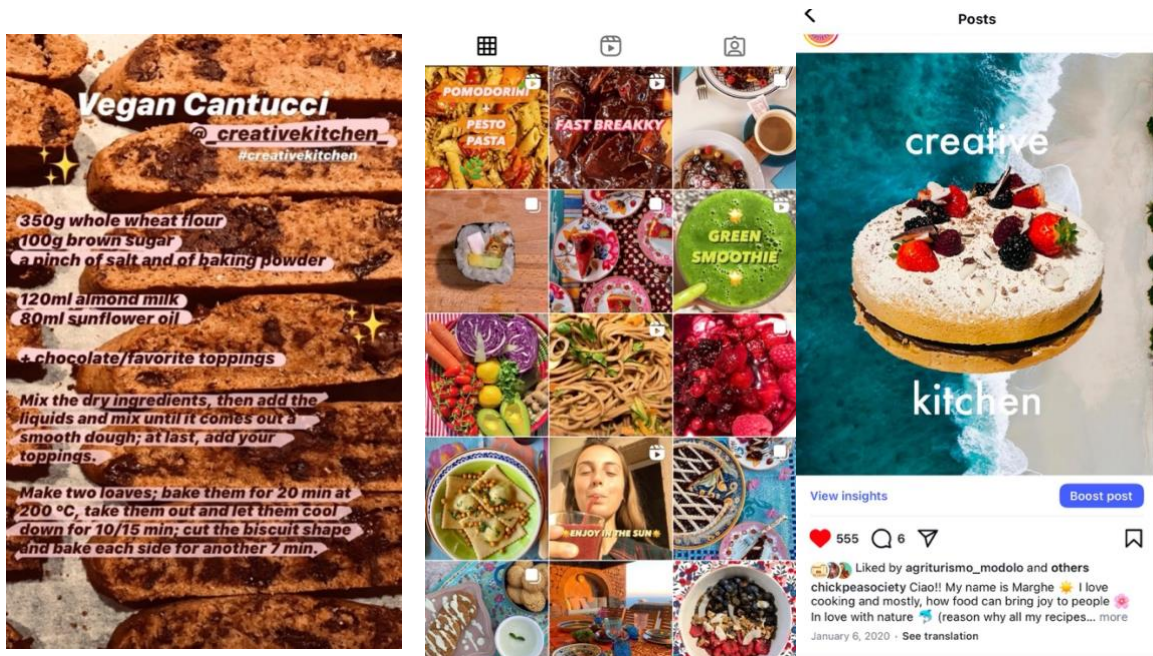 Vegan Cantucci
@_creativekitchen_
#creativekitchen
350g whole wheat flour
100g brown sugar
a pinch of salt and of baking powder
120ml almond milk
80ml sunflower oil
+ chocolate/favorite toppings
Mix the dry ingredients, then add the
liquids and mix until it comes out a
smooth dough; at last, add your
toppings.
Make two loaves; bake them for 20 min at
200 °C, take them out and let them cool
down for 10/15 min; cut the biscuit shape
and bake each side for another 7 min.
POMODORINI
+
PESTO
PASTA
FAST BREAKKY
GREEN
SMOOTHIE
ENJOY IN THE SUN
Posts
creative
kitchen
View insights
Boost post
555
6
Liked by agriturismo_modolo and others
chickpeasociety Ciao!! My name is Marghe ☀️ I love
cooking and mostly, how food can bring joy to people 🌸
In love with nature 🐬 (reason why all my recipes... more
January 6, 2020 · See translation